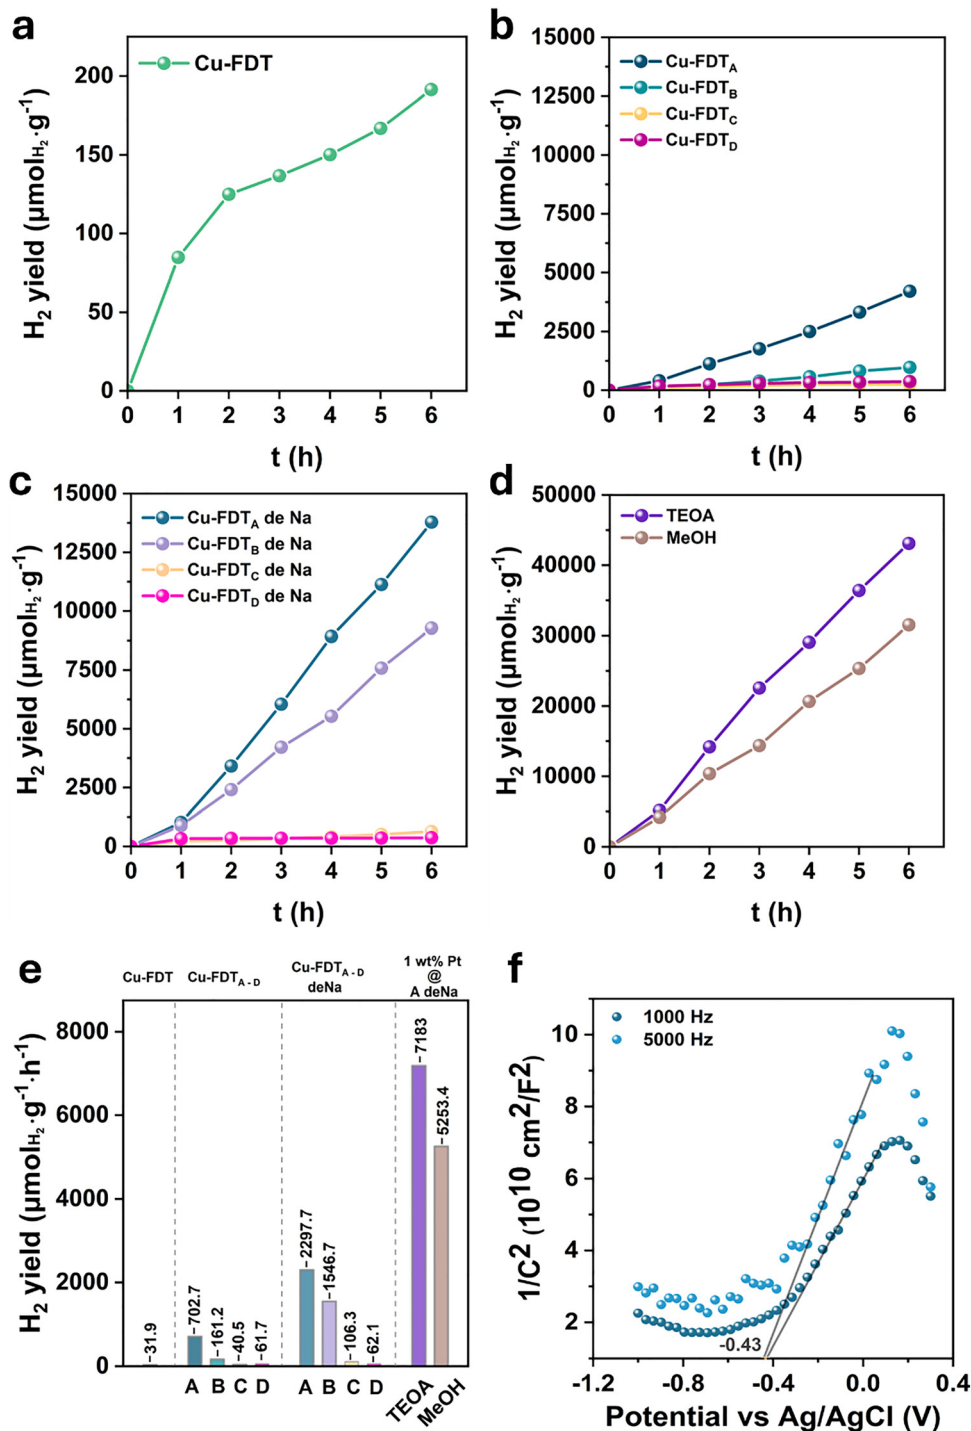 a
Cu-FDT
H2 yield (μmolH2·g-1)
200
150
100
50
0
0 1 2 3 4 5 6
t (h)
b
Cu-FDTA
Cu-FDTB
Cu-FDTC
Cu-FDTD
H2 yield (μmolH2·g-1)
15000
12500
10000
7500
5000
2500
0
0 1 2 3 4 5 6
t (h)
c
Cu-FDTA de Na
Cu-FDTB de Na
Cu-FDTC de Na
Cu-FDTD de Na
H2 yield (μmolH2·g-1)
15000
12500
10000
7500
5000
2500
0
0 1 2 3 4 5 6
t (h)
d
TEOA
MeOH
H2 yield (μmolH2·g-1)
50000
40000
30000
20000
10000
0
0 1 2 3 4 5 6
t (h)
e
Cu-FDT
Cu-FDTA-D
Cu-FDTA-D
deNa
1 wt% Pt
@
A deNa
H2 yield (μmolH2·g-1·h-1)
8000
6000
4000
2000
0
31.9
702.7
161.2
40.5
61.7
2297.7
1546.7
106.3
62.1
7183
5253.4
A B C D
A B C D
TEOA
MeOH
f
1000 Hz
5000 Hz
1/C2 (1010 cm2/F2)
10
8
6
4
2
-0.43
-1.2 -0.8 -0.4 0.0 0.4
Potential vs Ag/AgCl (V)